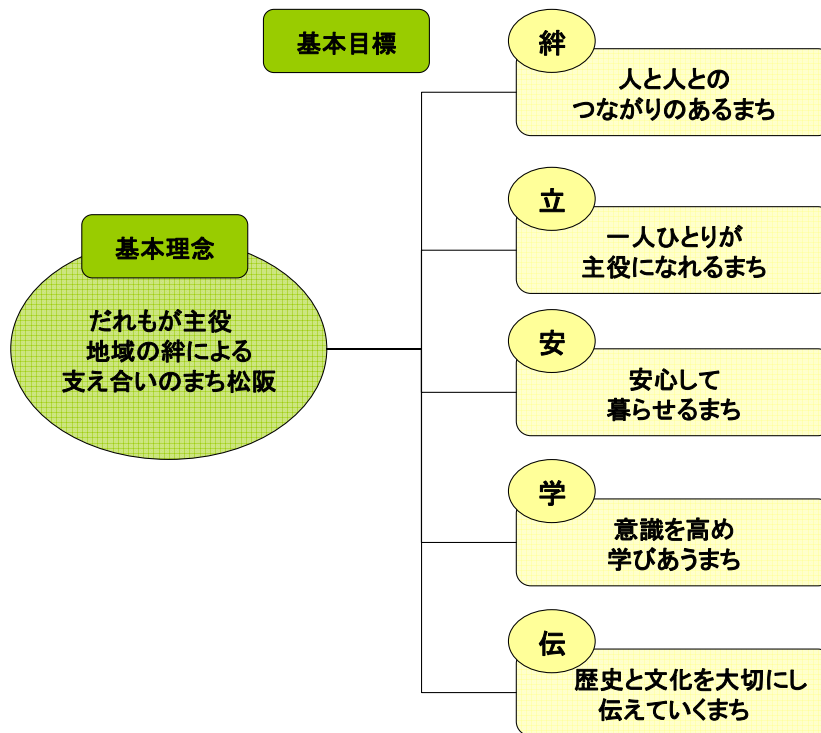 基本目標
基本理念
だれもが主役
地域の絆による
支え合いのまち松阪
絆
人と人との
つながりのあるまち
立
一人ひとりが
主役になれるまち
安
安心して
暮らせるまち
学
意識を高め
学びあうまち
伝
歴史と文化を大切にし
伝えていくまち